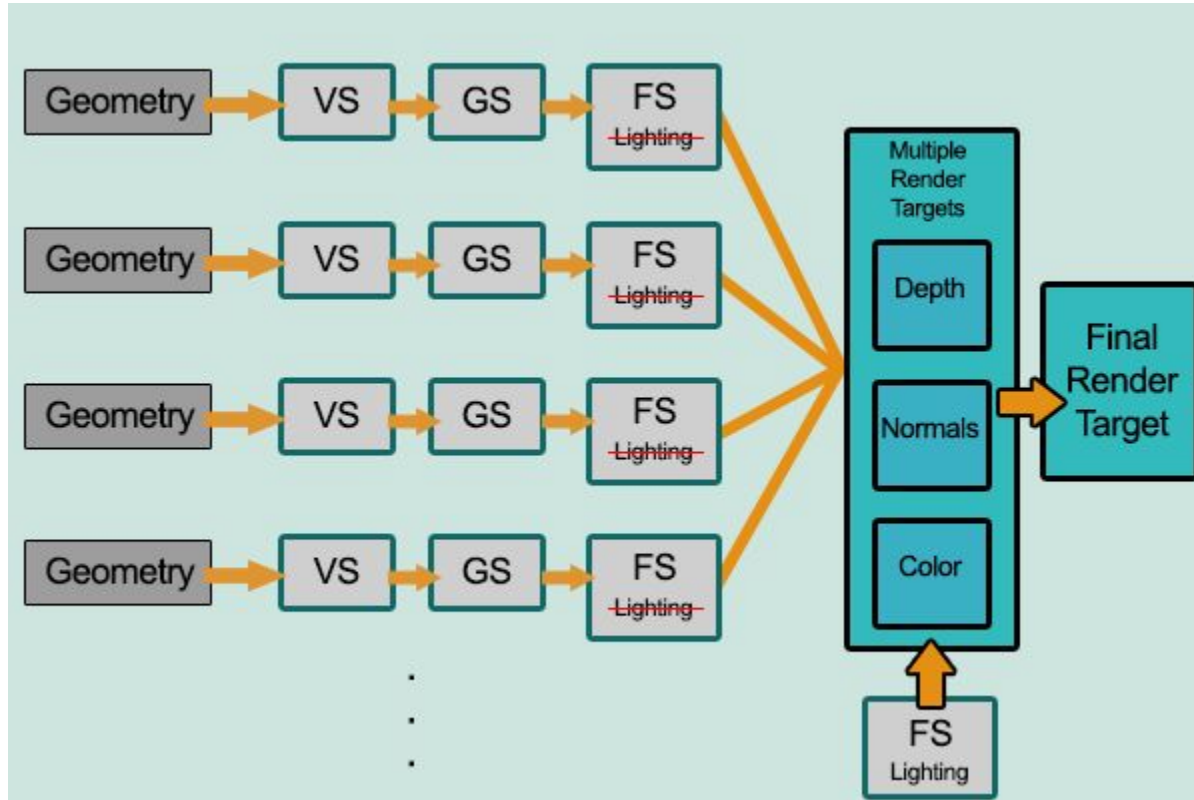 Geometry
VS
GS
FS
Lighting
Geometry
VS
GS
FS
Lighting
Geometry
VS
GS
FS
Lighting
Geometry
VS
GS
FS
Lighting
Multiple
Render
Targets
Depth
Normals
Color
FS
Lighting
Final
Render
Target